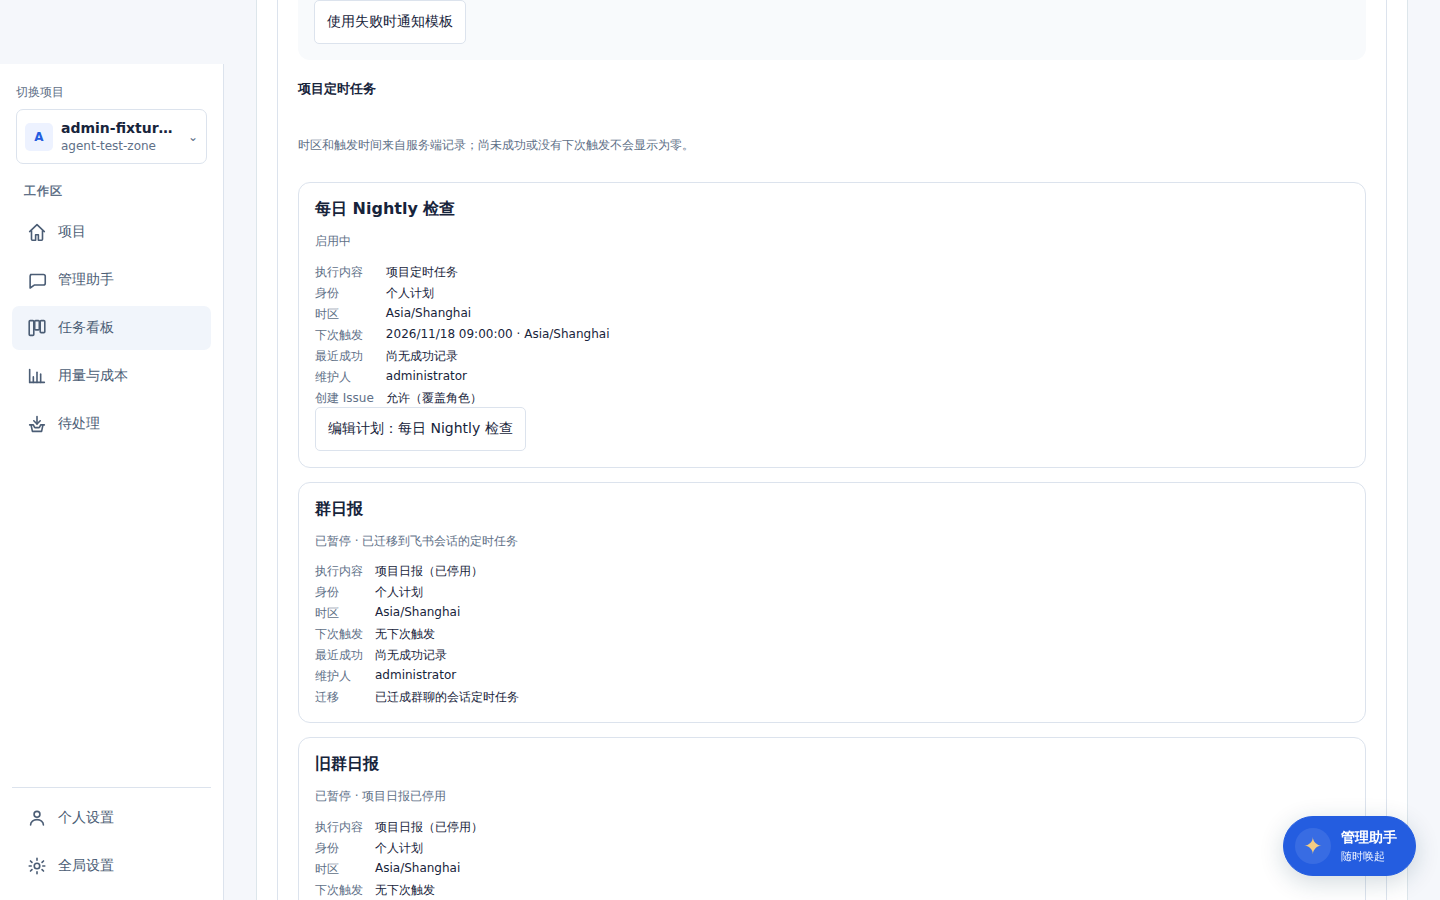 切换项目
A
admin-fixtur...
agent-test-zone
工作区
项目
管理助手
任务看板
用量与成本
待处理
个人设置
全局设置
使用失败时通知模板
项目定时任务
时区和触发时间来自服务端记录；尚未成功或没有下次触发不会显示为零。
每日 Nightly 检查
启用中
执行内容 项目定时任务
身份 个人计划
时区 Asia/Shanghai
下次触发 2026/11/18 09:00:00 · Asia/Shanghai
最近成功 尚无成功记录
维护人 administrator
创建 Issue 允许（覆盖角色）
编辑计划：每日 Nightly 检查
群日报
已暂停 · 已迁移到飞书会话的定时任务
执行内容 项目日报（已停用）
身份 个人计划
时区 Asia/Shanghai
下次触发 无下次触发
最近成功 尚无成功记录
维护人 administrator
迁移 已迁成群聊的会话定时任务
旧群日报
已暂停 · 项目日报已停用
执行内容 项目日报（已停用）
身份 个人计划
时区 Asia/Shanghai
下次触发 无下次触发
管理助手
随时唤起